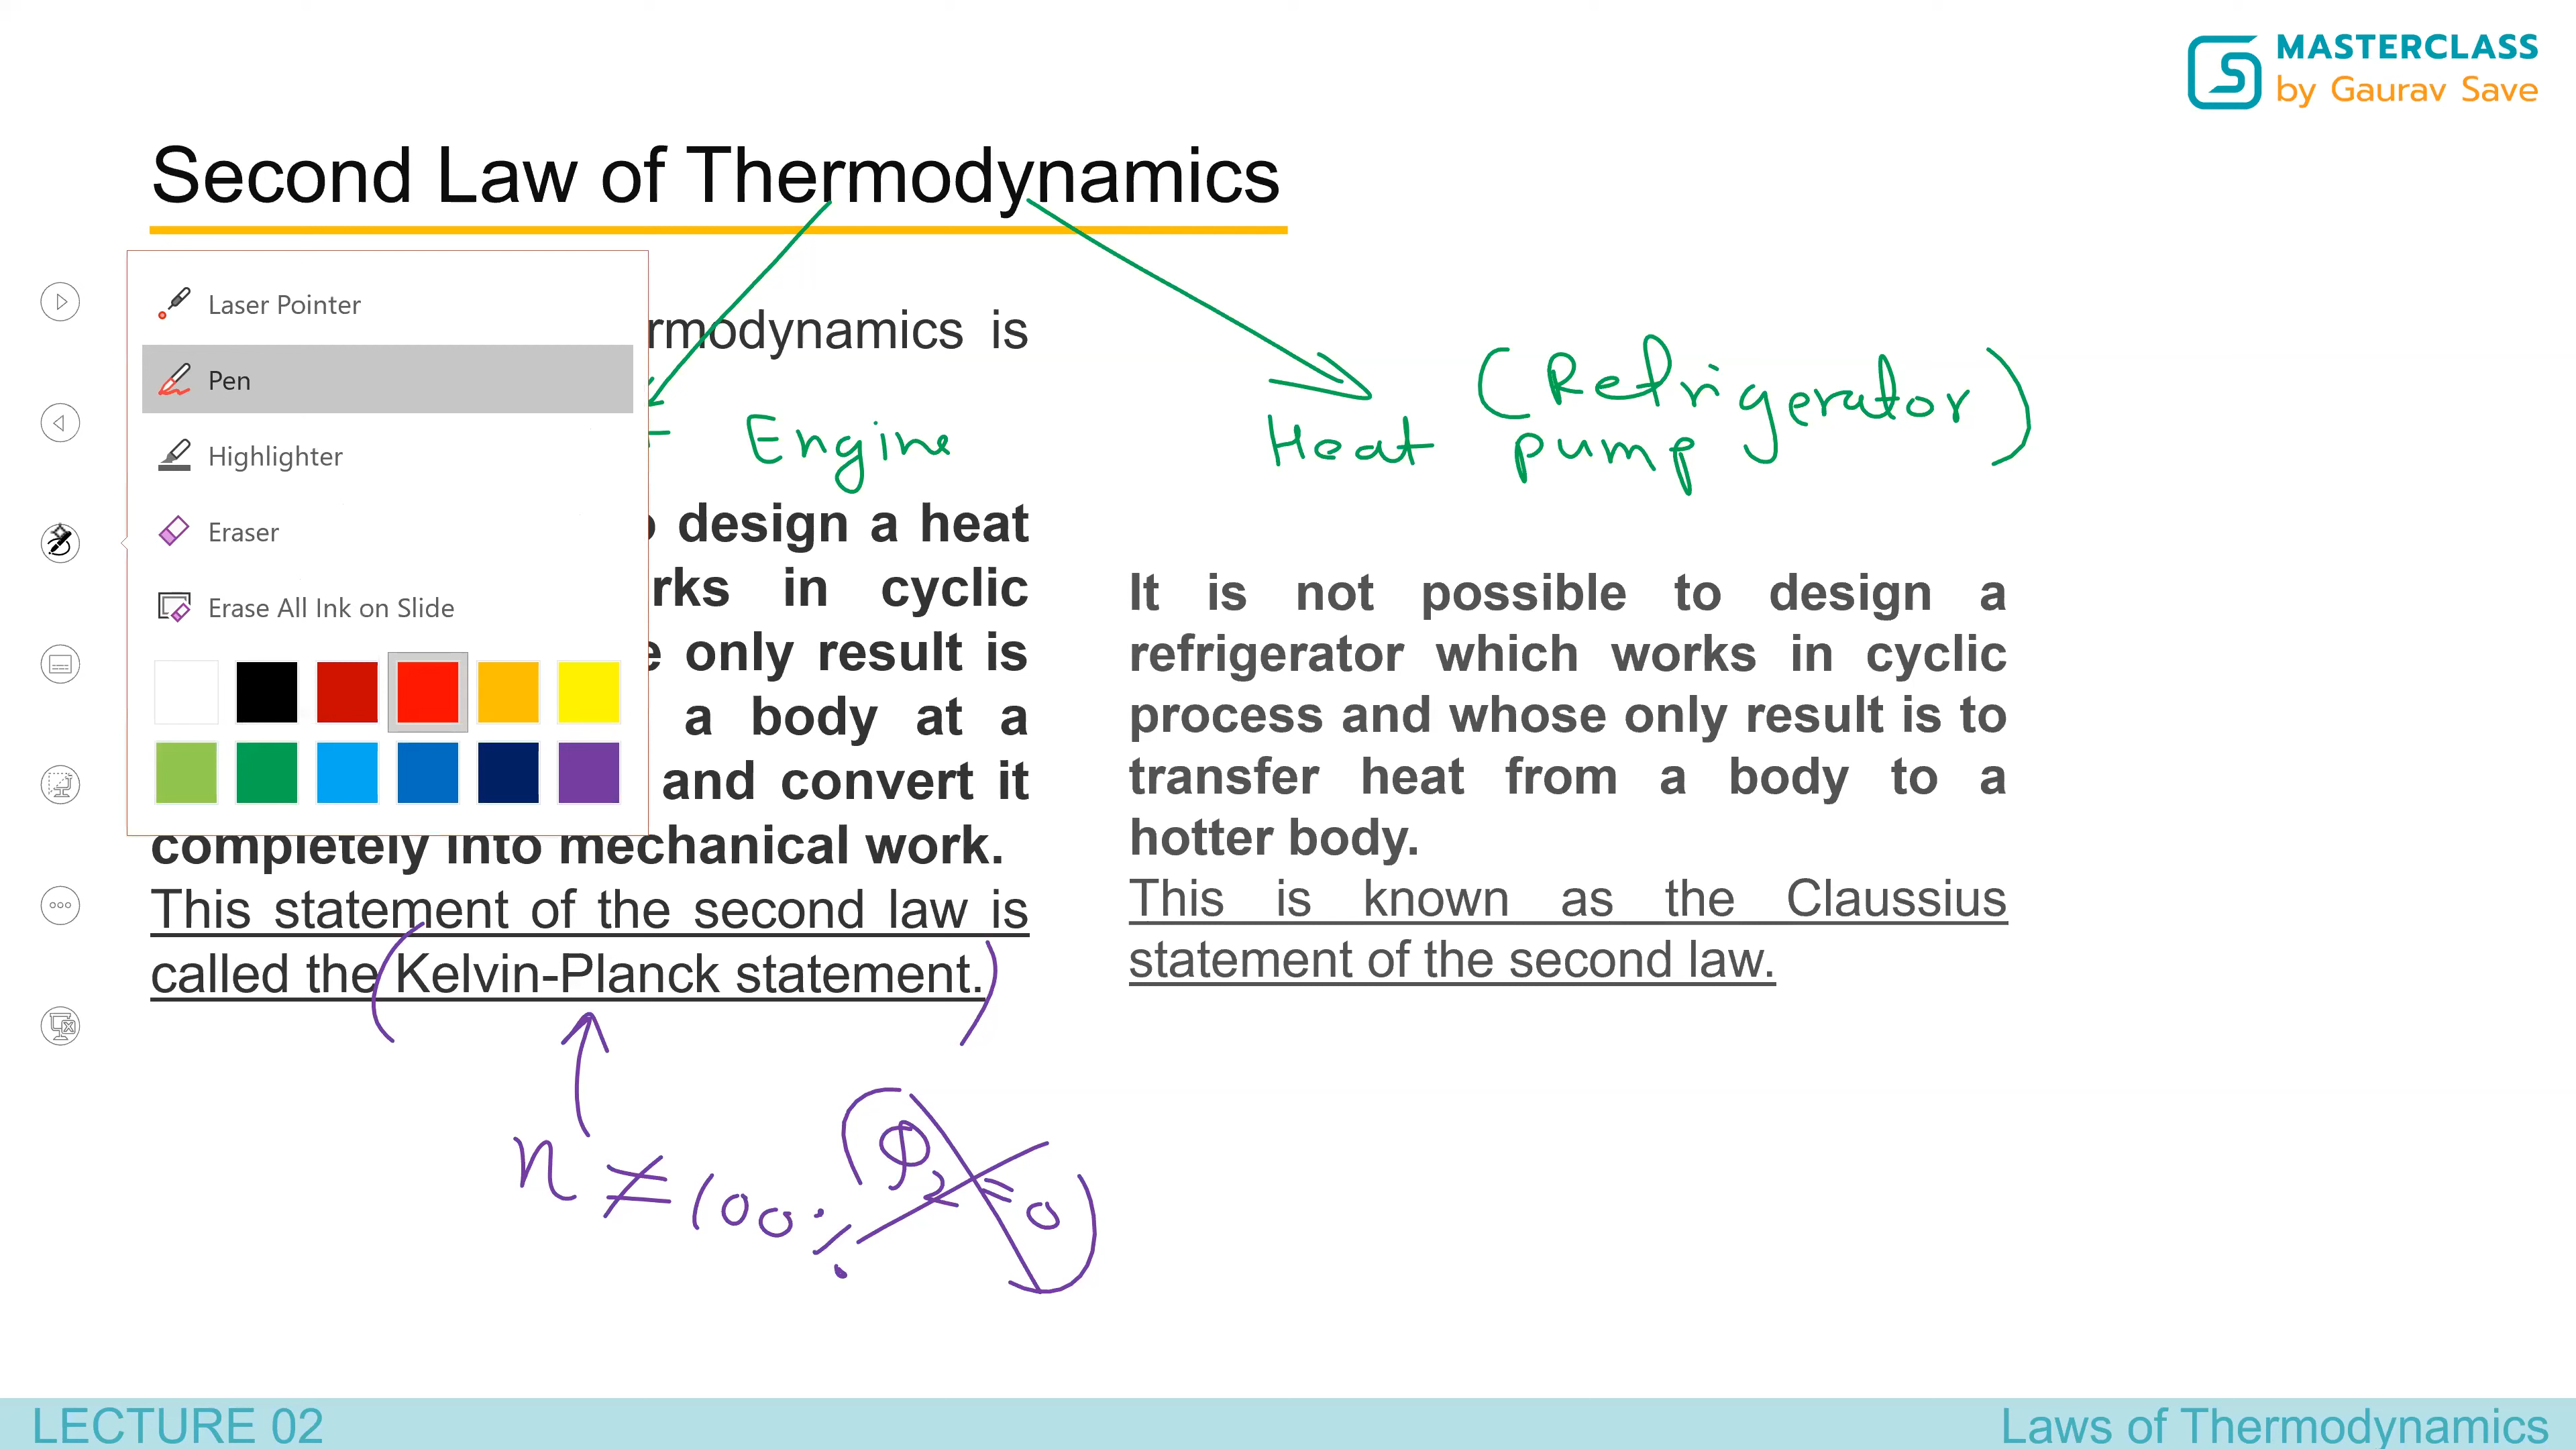 MASTERCLASS
by Gaurav Save
Second Law of Thermodynamics
Laser Pointer
Pen
Highlighter
Eraser
Erase All Ink on Slide
rmodynamics is
Engine
design a heat
rks in cyclic
e only result is
a body at a
and convert it
completely into mechanical work.
This statement of the second law is
called the (Kelvin-Planck statement.)
η ≠ 100%
(Q₂ = 0)
(Refrigerator)
Heat pump
It is not possible to design a
refrigerator which works in cyclic
process and whose only result is to
transfer heat from a body to a
hotter body.
This is known as the Claussius
statement of the second law.
LECTURE 02
Laws of Thermodynamics